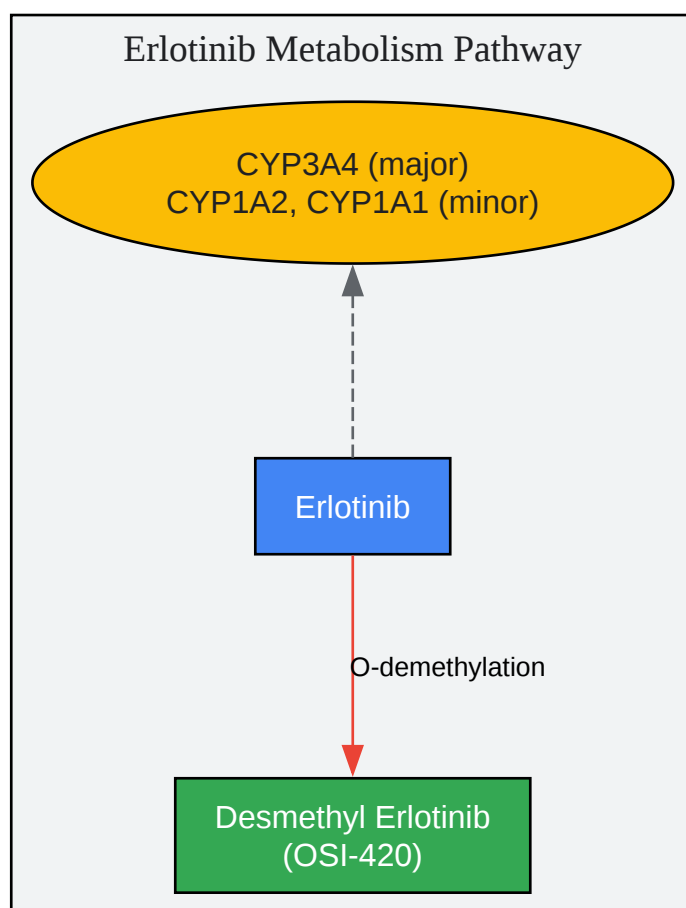 Erlotinib Metabolism Pathway
CYP3A4 (major)
CYP1A2, CYP1A1 (minor)
Erlotinib
O-demethylation
Desmethyl Erlotinib
(OSI-420)